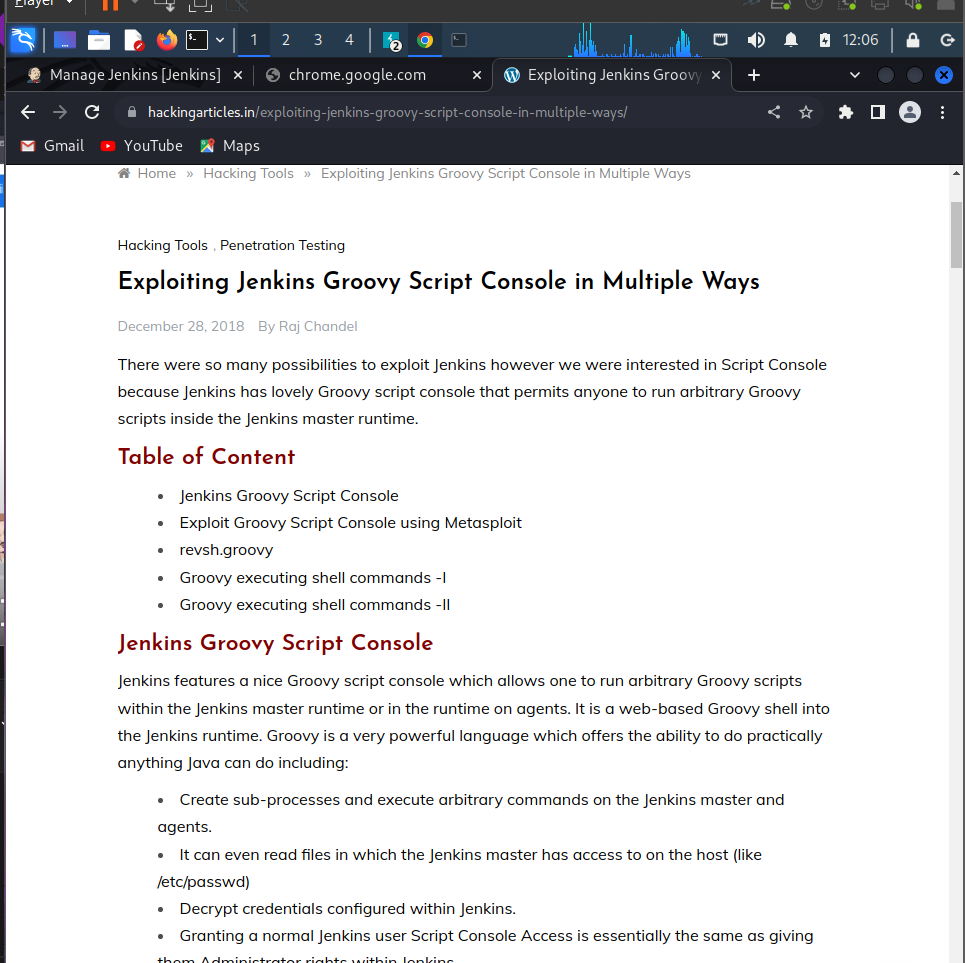 Player
1 2 3 4 2 12:06
Manage Jenkins [Jenkins] chrome.google.com Exploiting Jenkins Groovy
hackingarticles.in/exploiting-jenkins-groovy-script-console-in-multiple-ways/
Gmail YouTube Maps
Home » Hacking Tools » Exploiting Jenkins Groovy Script Console in Multiple Ways
Hacking Tools , Penetration Testing
Exploiting Jenkins Groovy Script Console in Multiple Ways
December 28, 2018 By Raj Chandel
There were so many possibilities to exploit Jenkins however we were interested in Script Console
because Jenkins has lovely Groovy script console that permits anyone to run arbitrary Groovy
scripts inside the Jenkins master runtime.
Table of Content
• Jenkins Groovy Script Console
• Exploit Groovy Script Console using Metasploit
• revsh.groovy
• Groovy executing shell commands -I
• Groovy executing shell commands -II
Jenkins Groovy Script Console
Jenkins features a nice Groovy script console which allows one to run arbitrary Groovy scripts
within the Jenkins master runtime or in the runtime on agents. It is a web-based Groovy shell into
the Jenkins runtime. Groovy is a very powerful language which offers the ability to do practically
anything Java can do including:
• Create sub-processes and execute arbitrary commands on the Jenkins master and
agents.
• It can even read files in which the Jenkins master has access to on the host (like
/etc/passwd)
• Decrypt credentials configured within Jenkins.
• Granting a normal Jenkins user Script Console Access is essentially the same as giving
them Administrator rights within Jenkins.